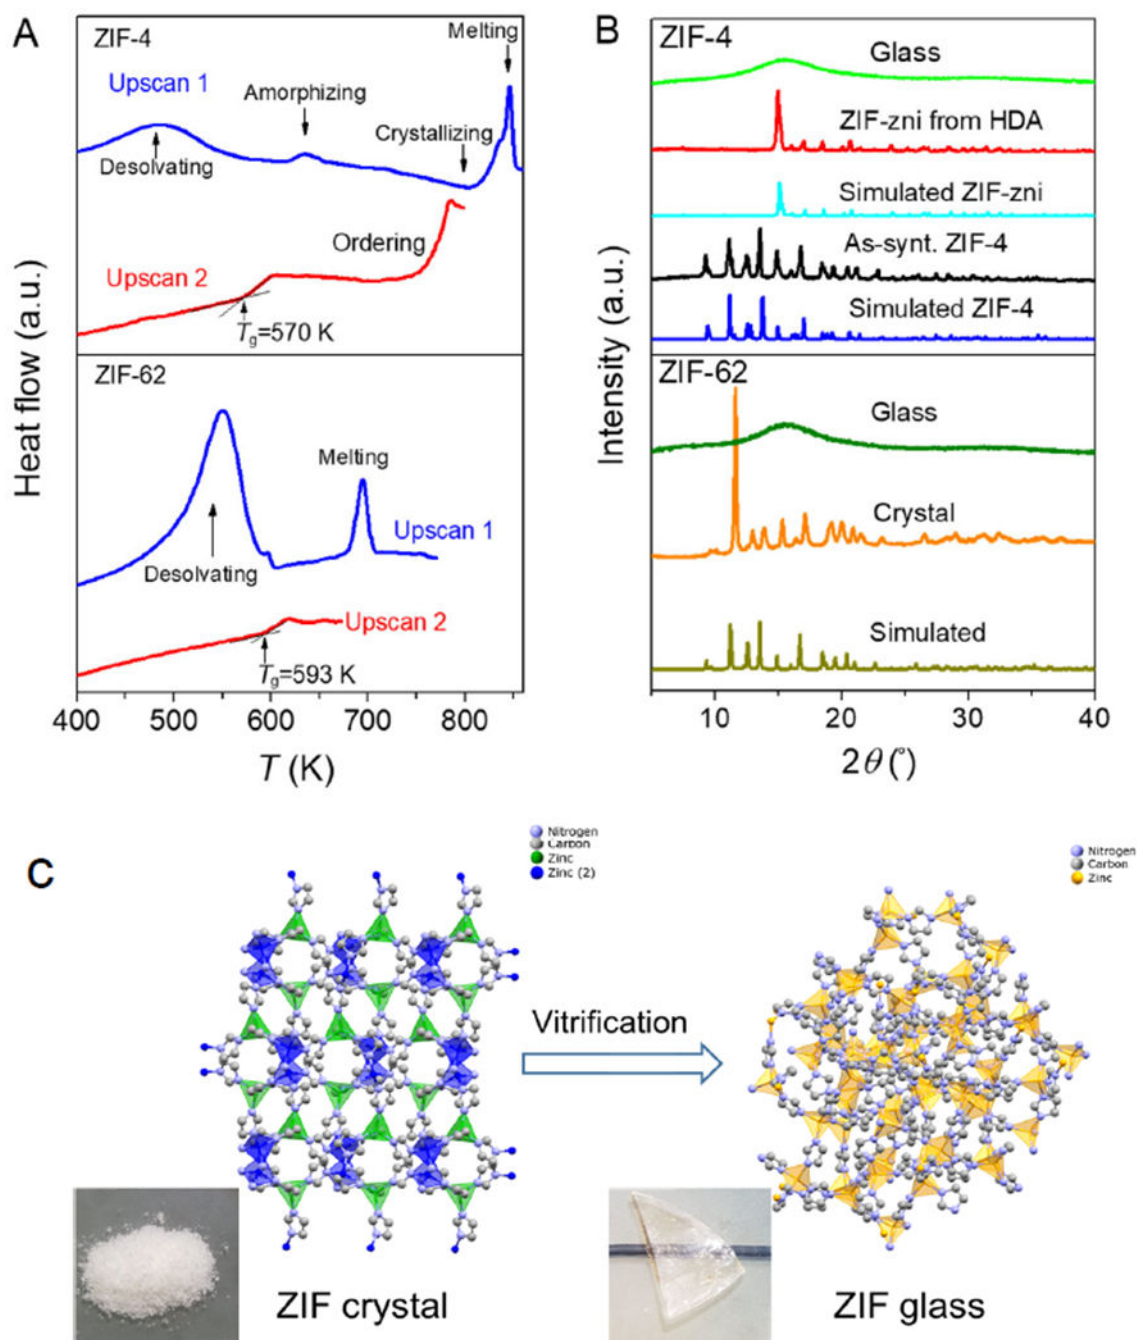 A
ZIF-4
Upscan 1
Desolvating
Amorphizing
Crystallizing
Melting
Ordering
Upscan 2
Tg=570 K
ZIF-62
Melting
Upscan 1
Desolvating
Upscan 2
Tg=593 K
Heat flow (a.u.)
400 500 600 700 800
T (K)
B
ZIF-4
Glass
ZIF-zni from HDA
Simulated ZIF-zni
As-synt. ZIF-4
Simulated ZIF-4
ZIF-62
Glass
Crystal
Simulated
Intensity (a.u.)
10 20 30 40
2θ (°)
C
Nitrogen
Carbon
Zinc
Zinc (2)
Vitrification
Nitrogen
Carbon
Zinc
ZIF crystal
ZIF glass